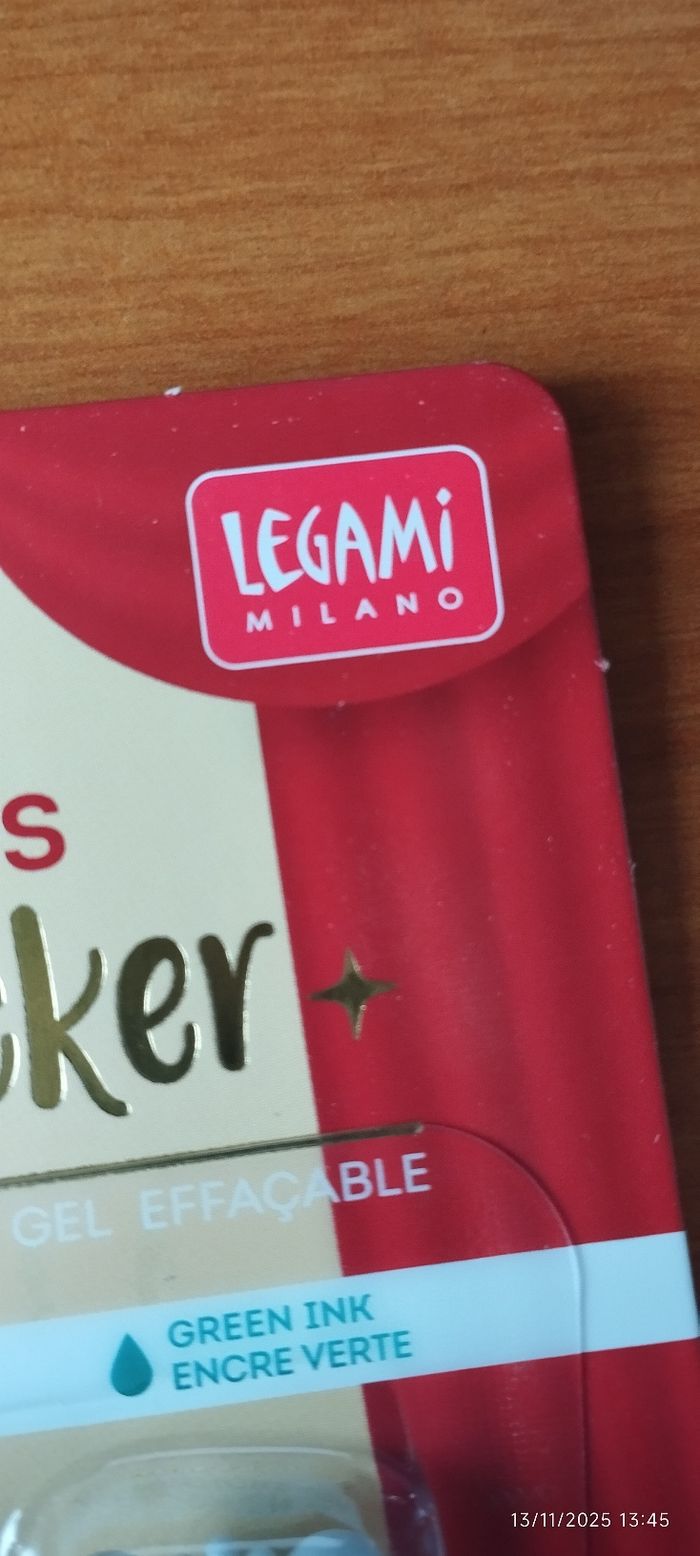 LEGAMi
MILANO
s
cker
GEL EFFAÇABLE
GREEN INK
ENCRE VERTE
13/11/2025 13:45